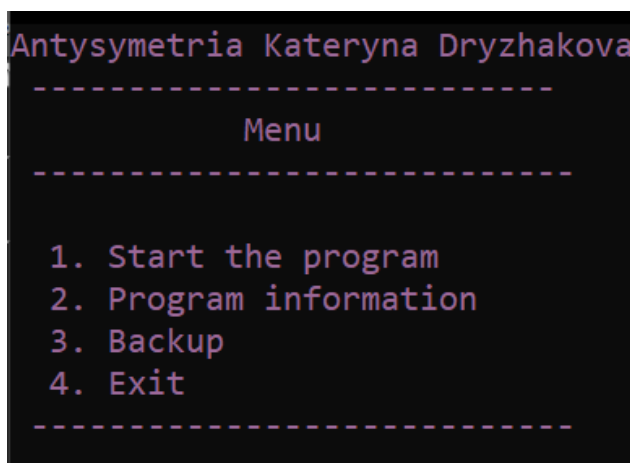 Antysymetria Kateryna Dryzhakova
---------------------------
Menu
----------------------------
1. Start the program
2. Program information
3. Backup
4. Exit
----------------------------